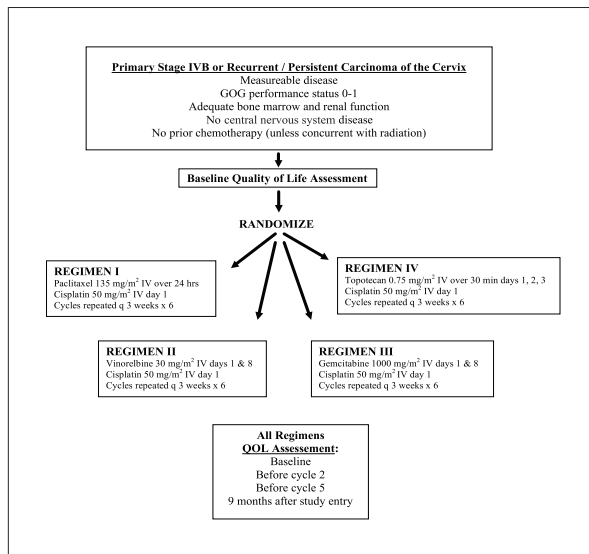 Primary Stage IVB or Recurrent / Persistent Carcinoma of the Cervix
Measureable disease
GOG performance status 0-1
Adequate bone marrow and renal function
No central nervous system disease
No prior chemotherapy (unless concurrent with radiation)
Baseline Quality of Life Assessment
RANDOMIZE
REGIMEN I
Paclitaxel 135 mg/m² IV over 24 hrs
Cisplatin 50 mg/m² IV day 1
Cycles repeated q 3 weeks x 6
REGIMEN IV
Topotecan 0.75 mg/m² IV over 30 min days 1, 2, 3
Cisplatin 50 mg/m² IV day 1
Cycles repeated q 3 weeks x 6
REGIMEN II
Vinorelbine 30 mg/m² IV days 1 & 8
Cisplatin 50 mg/m² IV day 1
Cycles repeated q 3 weeks x 6
REGIMEN III
Gemcitabine 1000 mg/m² IV days 1 & 8
Cisplatin 50 mg/m² IV day 1
Cycles repeated q 3 weeks x 6
All Regimens
QOL Assessement:
Baseline
Before cycle 2
Before cycle 5
9 months after study entry